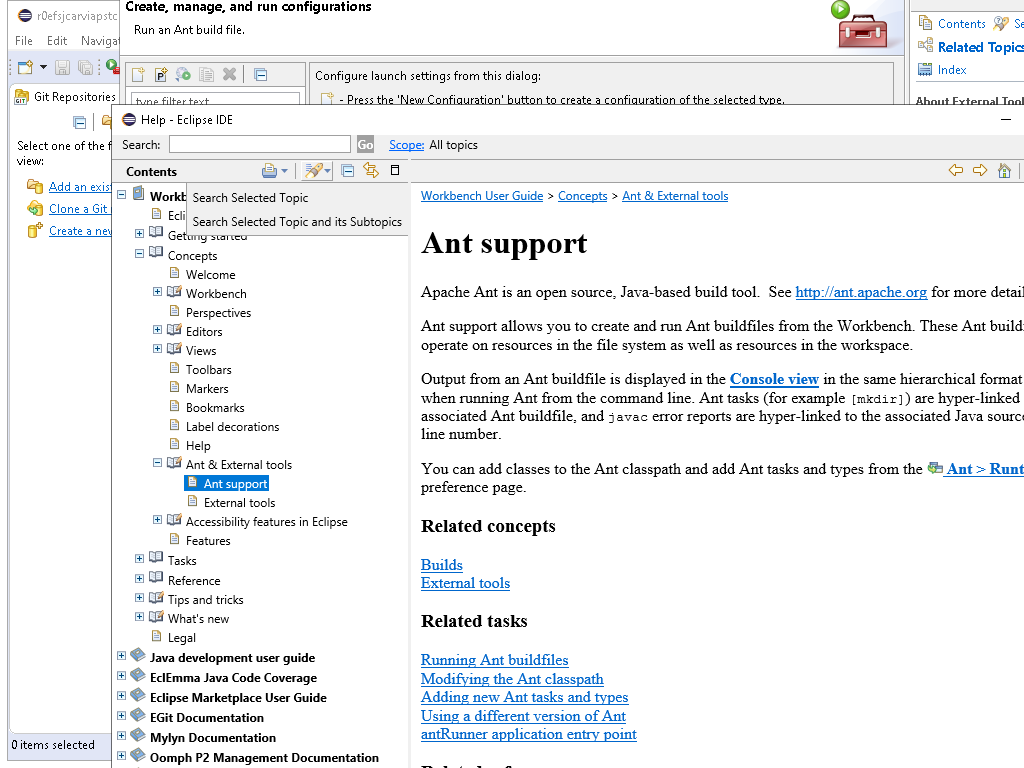 r0efsjcarviapstc
File Edit Naviga
Git Repositories
Select one of the f
view:
Add an exis
Clone a Git
Create a new
0 items selected
Create, manage, and run configurations
Run an Ant build file.
type filter text
Configure launch settings from this dialog:
- Press the 'New Configuration' button to create a configuration of the selected type.
Contents Se
Related Topics
Index
About External Tool
Help - Eclipse IDE
Search: Go Scope: All topics
Contents
Search Selected Topic
Search Selected Topic and its Subtopics
Workb
Ecli
Getting started
Concepts
Welcome
Workbench
Perspectives
Editors
Views
Toolbars
Markers
Bookmarks
Label decorations
Help
Ant & External tools
Ant support
External tools
Accessibility features in Eclipse
Features
Tasks
Reference
Tips and tricks
What's new
Legal
Java development user guide
EclEmma Java Code Coverage
Eclipse Marketplace User Guide
EGit Documentation
Mylyn Documentation
Oomph P2 Management Documentation
Workbench User Guide > Concepts > Ant & External tools
Ant support
Apache Ant is an open source, Java-based build tool.  See http://ant.apache.org for more detail
Ant support allows you to create and run Ant buildfiles from the Workbench. These Ant build
operate on resources in the file system as well as resources in the workspace.
Output from an Ant buildfile is displayed in the Console view in the same hierarchical format
when running Ant from the command line. Ant tasks (for example [mkdir]) are hyper-linked
associated Ant buildfile, and javac error reports are hyper-linked to the associated Java source
line number.
You can add classes to the Ant classpath and add Ant tasks and types from the Ant > Runt
preference page.
Related concepts
Builds
External tools
Related tasks
Running Ant buildfiles
Modifying the Ant classpath
Adding new Ant tasks and types
Using a different version of Ant
antRunner application entry point